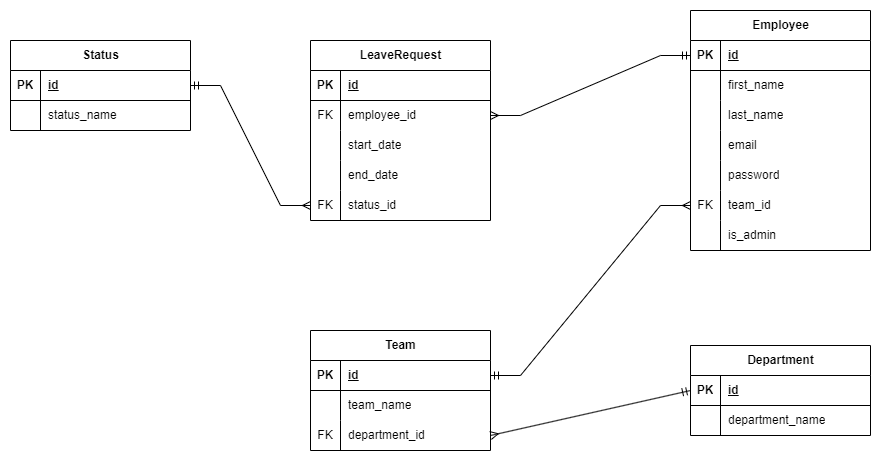 Status
PK id
status_name
LeaveRequest
PK id
FK employee_id
start_date
end_date
FK status_id
Employee
PK id
first_name
last_name
email
password
FK team_id
is_admin
Team
PK id
team_name
FK department_id
Department
PK id
department_name